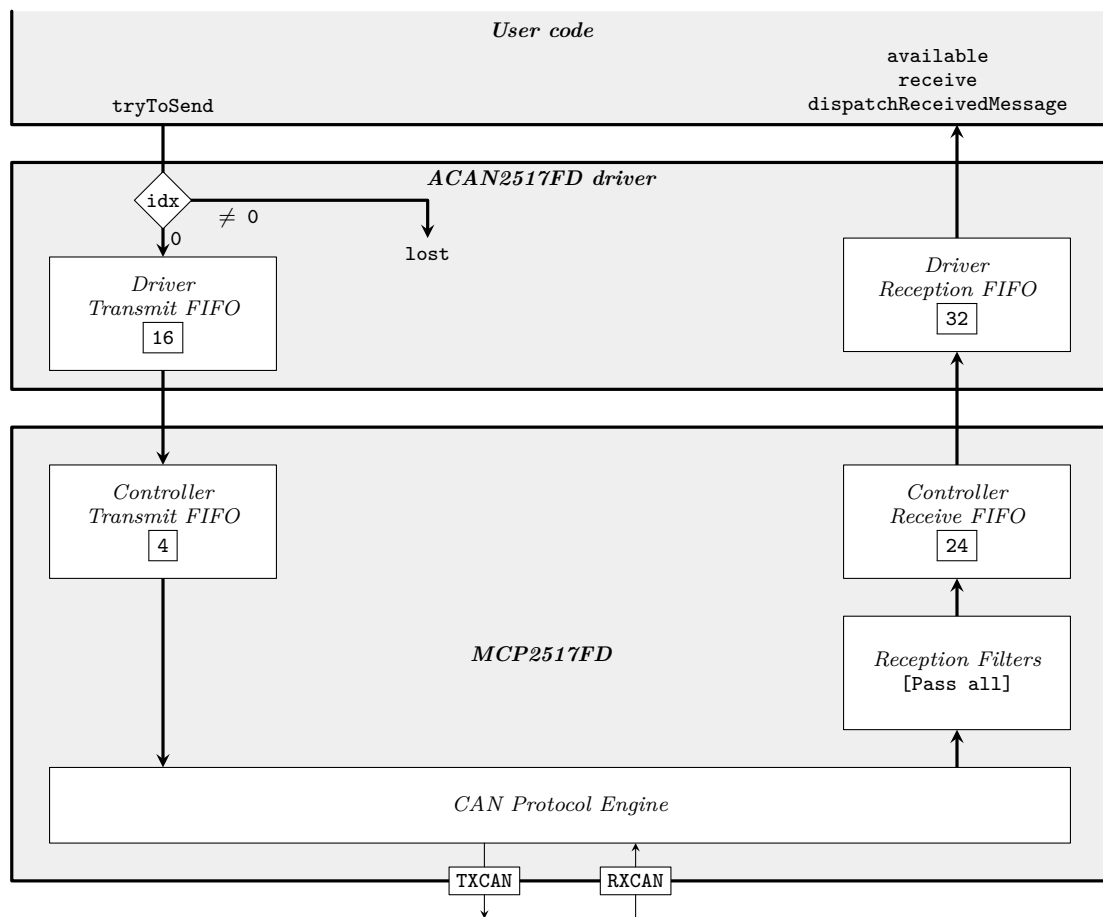 User code
tryToSend
available
receive
dispatchReceivedMessage
ACAN2517FD driver
idx
≠ 0
0
lost
Driver
Transmit FIFO
16
Driver
Reception FIFO
32
Controller
Transmit FIFO
4
Controller
Receive FIFO
24
MCP2517FD
Reception Filters
[Pass all]
CAN Protocol Engine
TXCAN
RXCAN